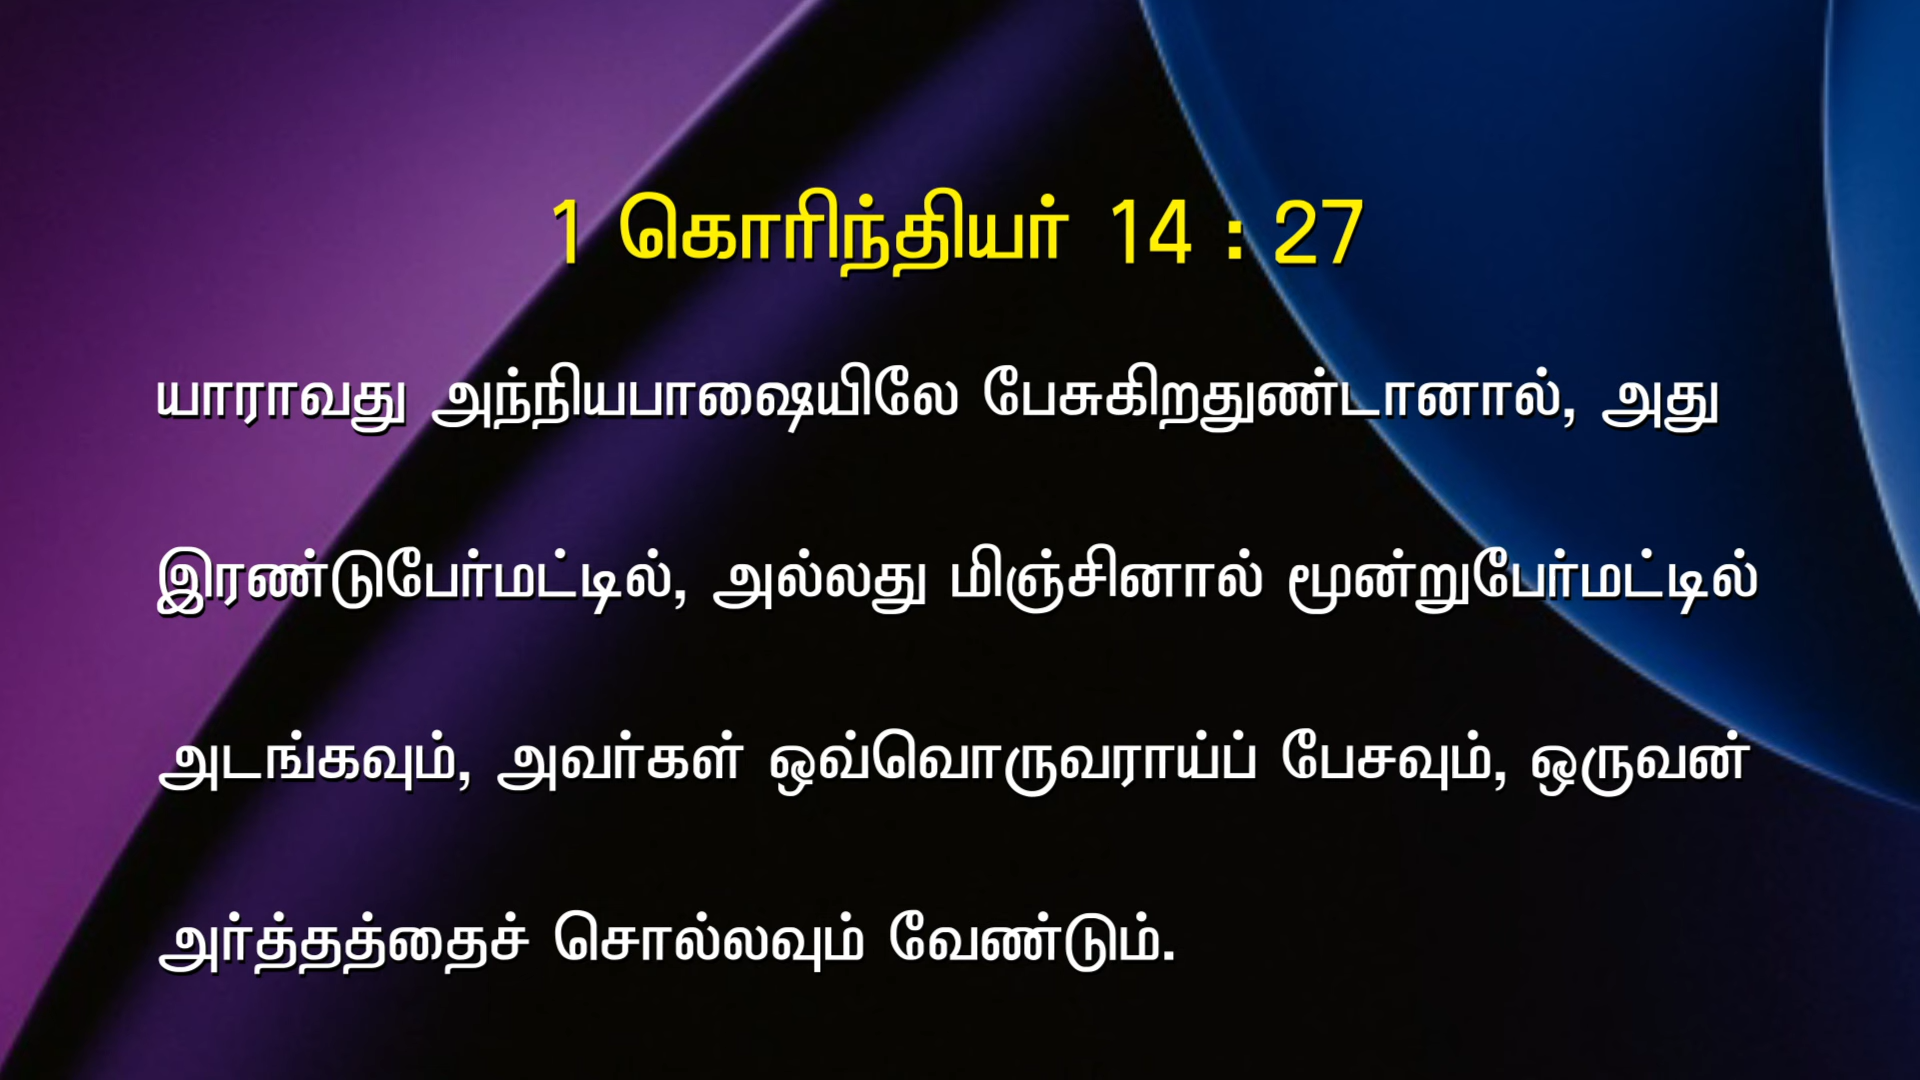 1 கொரிந்தியர் 14 : 27
யாராவது அந்நியபாஷையிலே பேசுகிறதுண்டானால், அது
இரண்டுபேர்மட்டில், அல்லது மிஞ்சினால் மூன்றுபேர்மட்டில்
அடங்கவும், அவர்கள் ஒவ்வொருவராய்ப் பேசவும், ஒருவன்
அர்த்தத்தைச் சொல்லவும் வேண்டும்.